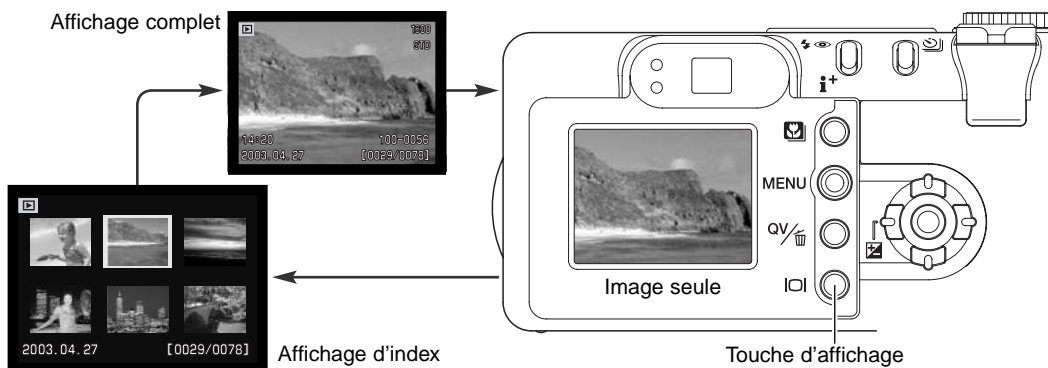 Affichage complet
1600
STD
14:20
100-0056
2003.04.27
[0029/0078]
i+
MENU
QV/
Image seule
2003.04.27
[0029/0078]
Affichage d'index
Touche d'affichage